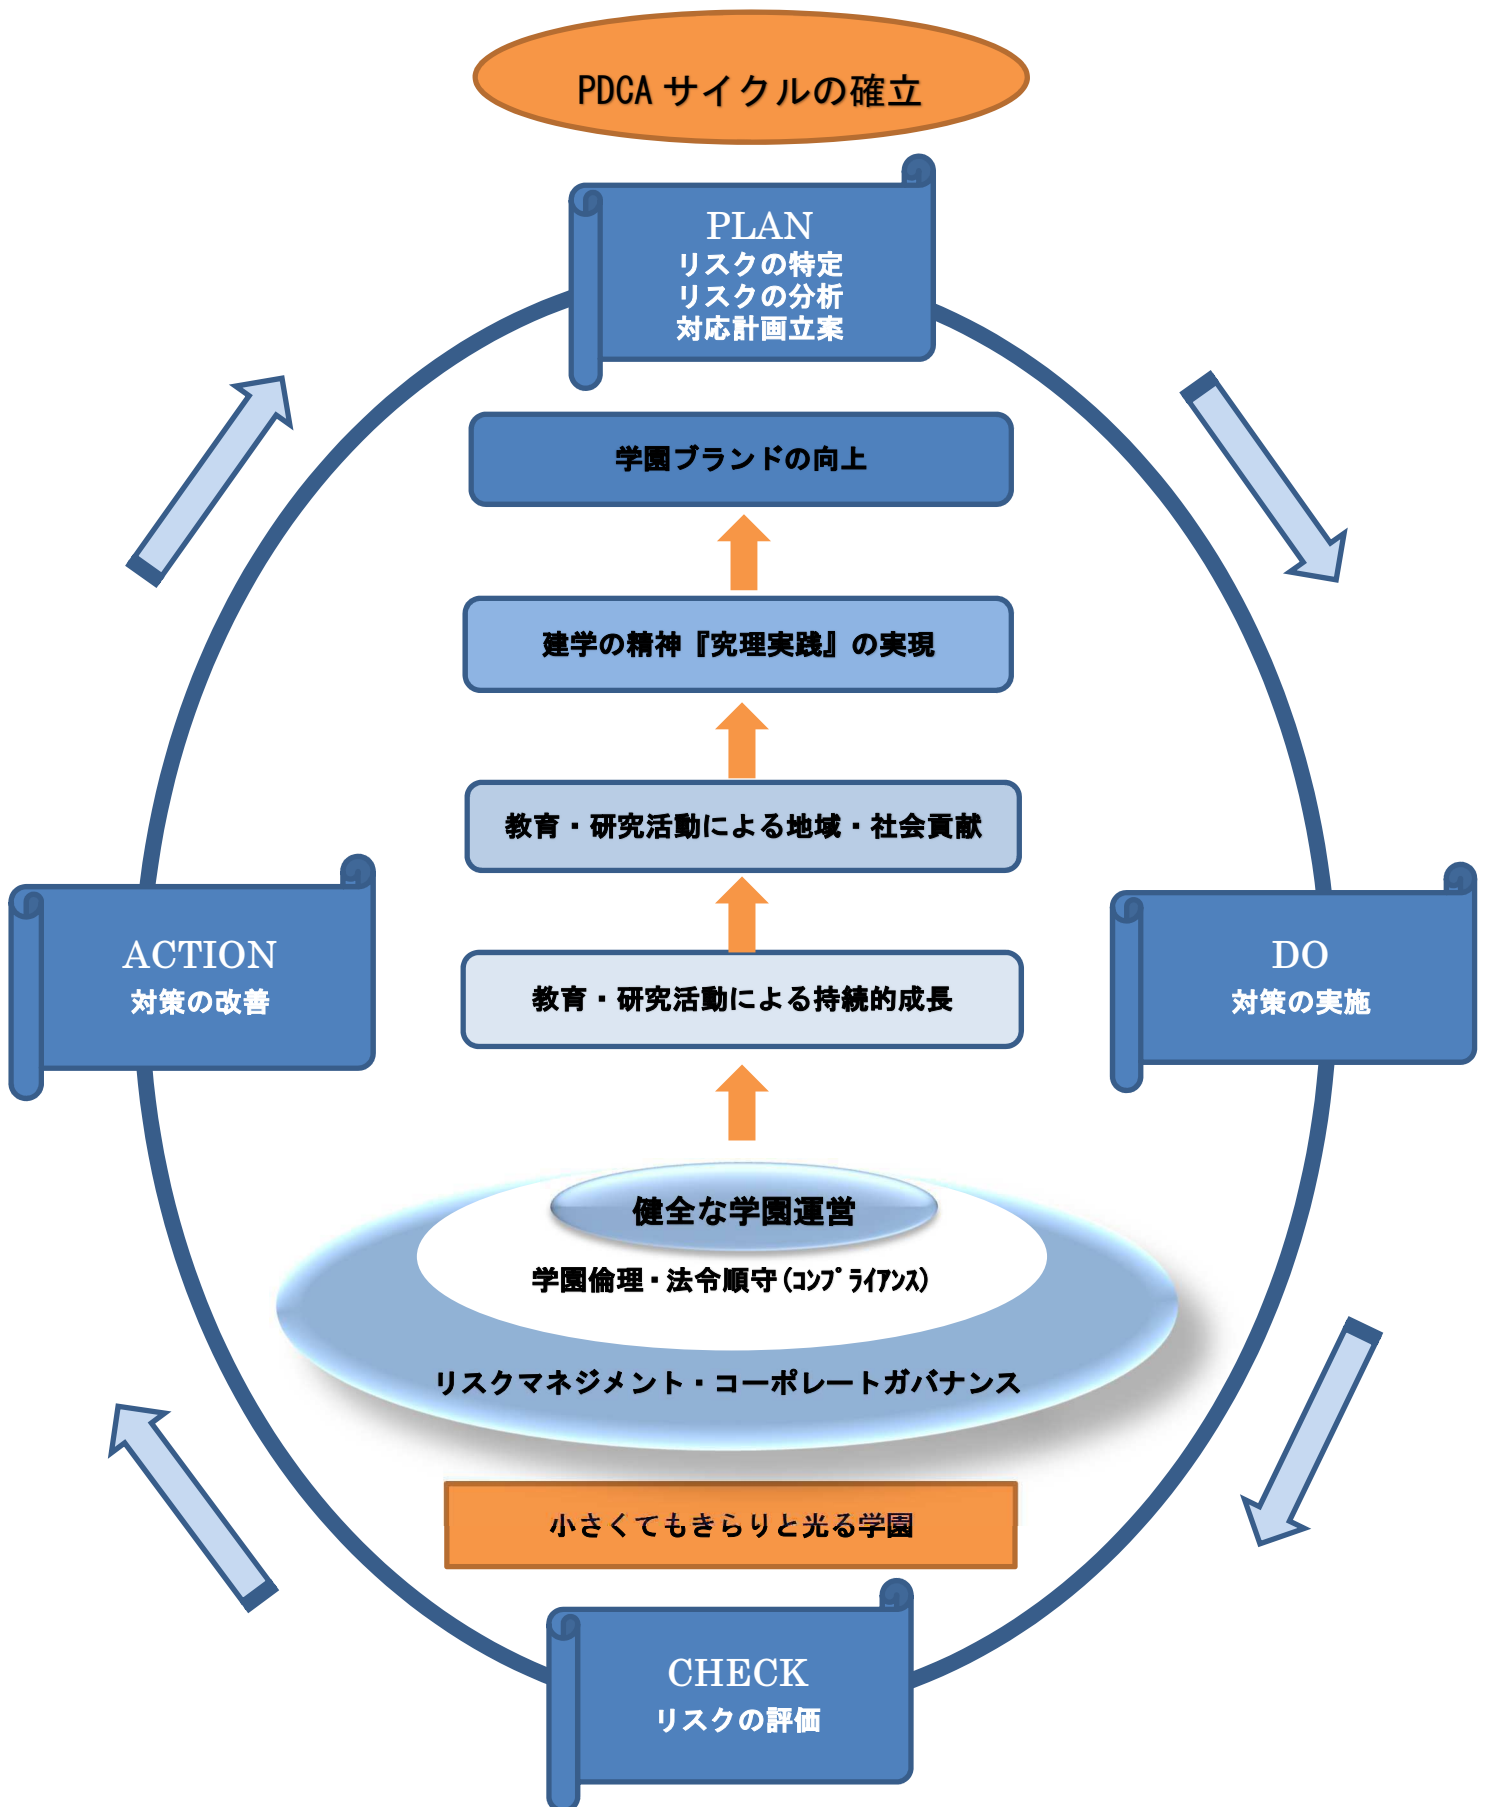 PDCA サイクルの確立
PLAN
リスクの特定
リスクの分析
対応計画立案
学園ブランドの向上
建学の精神『究理実践』の実現
教育・研究活動による地域・社会貢献
ACTION
対策の改善
DO
対策の実施
教育・研究活動による持続的成長
健全な学園運営
学園倫理・法令順守(ｺﾝﾌﾟﾗｲｱﾝｽ)
リスクマネジメント・コーポレートガバナンス
小さくてもきらりと光る学園
CHECK
リスクの評価